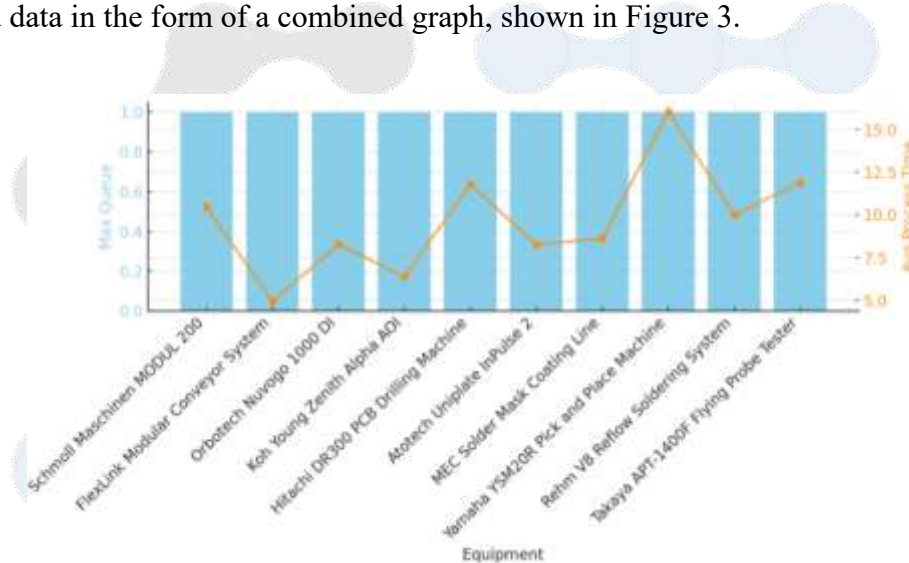 data in the form of a combined graph, shown in Figure 3.
1.0
0.8
0.6
0.4
0.2
0.0
Max Queue
15.0
12.5
10.0
7.5
5.0
Process Time
Schmoll Maschinen MODUL 200
FlexLink Modular Conveyor System
Orbotech Nuvogo 1000 DI
Koh Young Zenith Alpha AOI
Hitachi DR300 PCB Drilling Machine
Atotech Uniplate InPulse 2
MEC Solder Mask Coating Line
Yamaha YSM20R Pick and Place Machine
Rehm V8 Reflow Soldering System
Takaya APT-1400F Flying Probe Tester
Equipment